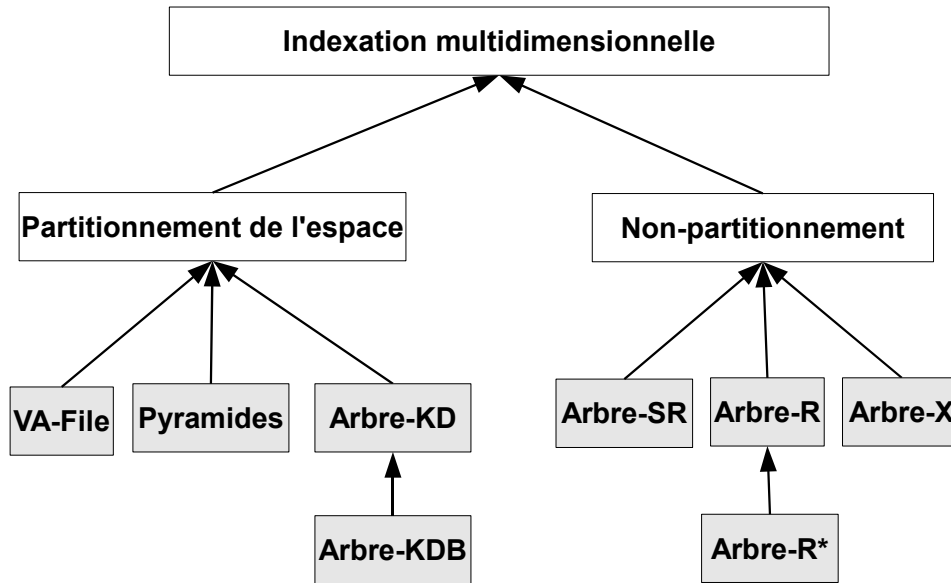 Indexation multidimensionnelle
Partitionnement de l'espace
Non-partitionnement
VA-File
Pyramides
Arbre-KD
Arbre-SR
Arbre-R
Arbre-X
Arbre-KDB
Arbre-R*